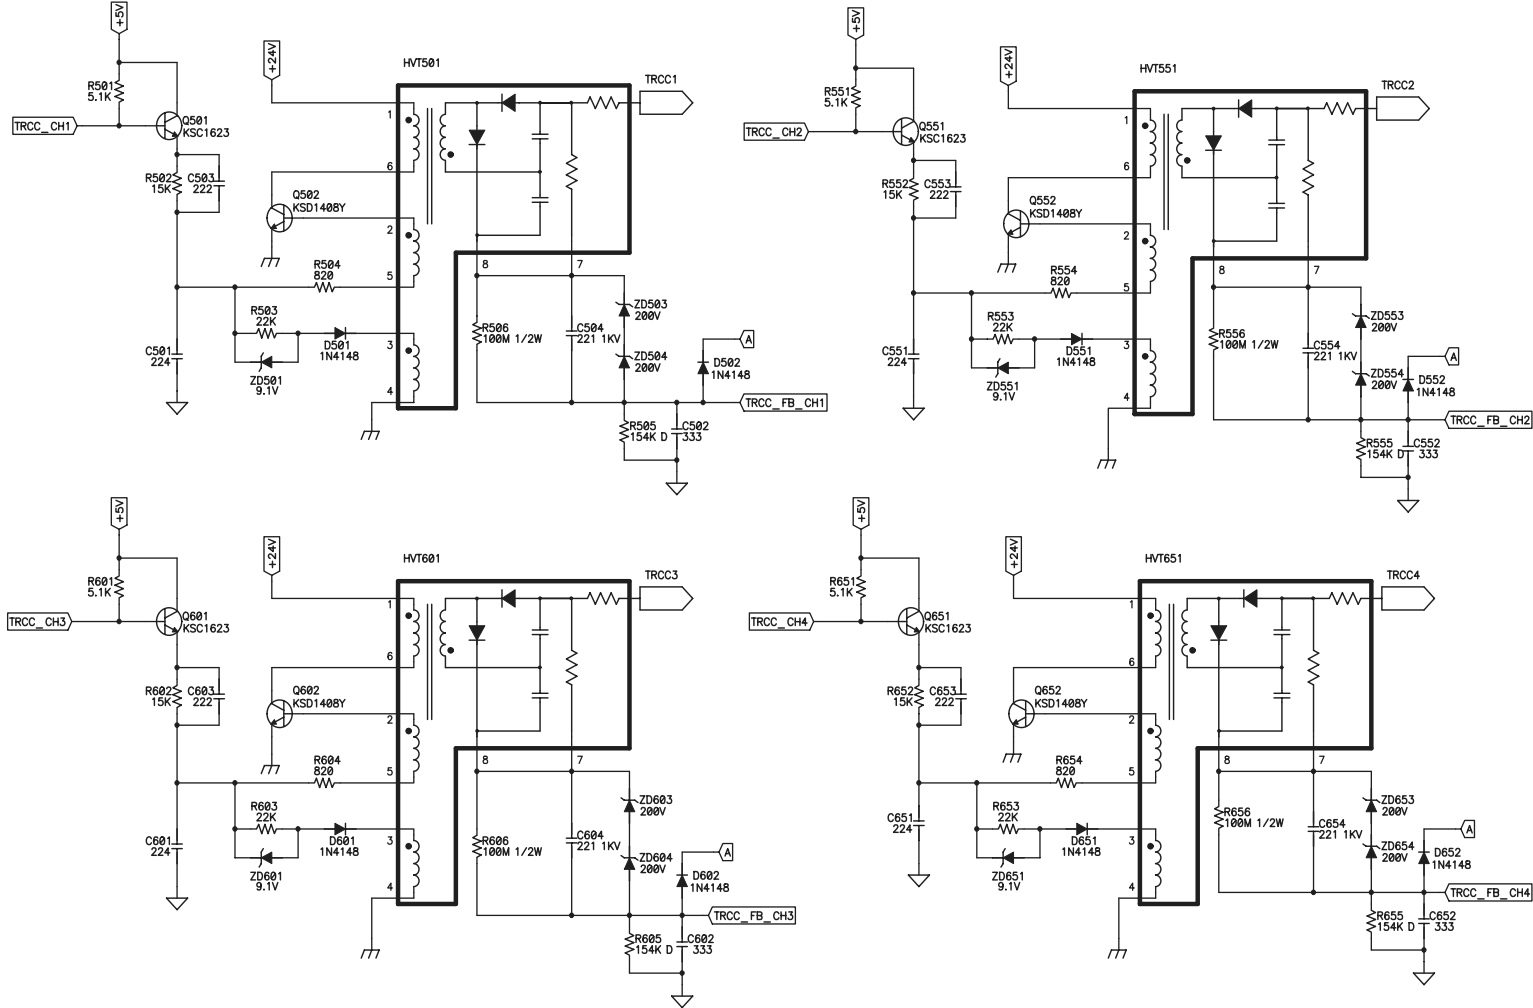 +5V
+24V
HVT501
TRCC1
R501
5.1K
TRCC_CH1
Q501
KSC1623
1
6
R502
15K
C503
222
Q502
KSD1408Y
2
5
R504
820
8
7
R503
22K
D501
1N4148
ZD501
9.1V
C501
224
3
4
R506
100M 1/2W
C504
221 1KV
ZD503
200V
ZD504
200V
A
D502
1N4148
TRCC_FB_CH1
R505
154K D
C502
333
+5V
+24V
HVT551
TRCC2
R551
5.1K
TRCC_CH2
Q551
KSC1623
1
6
R552
15K
C553
222
Q552
KSD1408Y
2
5
R554
820
8
7
R553
22K
D551
1N4148
ZD551
9.1V
C551
224
3
4
R556
100M 1/2W
C554
221 1KV
ZD553
200V
ZD554
200V
A
D552
1N4148
TRCC_FB_CH2
R555
154K D
C552
333
+5V
+24V
HVT601
TRCC3
R601
5.1K
TRCC_CH3
Q601
KSC1623
1
6
R602
15K
C603
222
Q602
KSD1408Y
2
5
R604
820
8
7
R603
22K
D601
1N4148
ZD601
9.1V
C601
224
3
4
R606
100M 1/2W
C604
221 1KV
ZD603
200V
ZD604
200V
A
D602
1N4148
TRCC_FB_CH3
R605
154K D
C602
333
+5V
+24V
HVT651
TRCC4
R651
5.1K
TRCC_CH4
Q651
KSC1623
1
6
R652
15K
C653
222
Q652
KSD1408Y
2
5
R654
820
8
7
R653
22K
D651
1N4148
ZD651
9.1V
C651
224
3
4
R656
100M 1/2W
C654
221 1KV
ZD653
200V
ZD654
200V
A
D652
1N4148
TRCC_FB_CH4
R655
154K D
C652
333